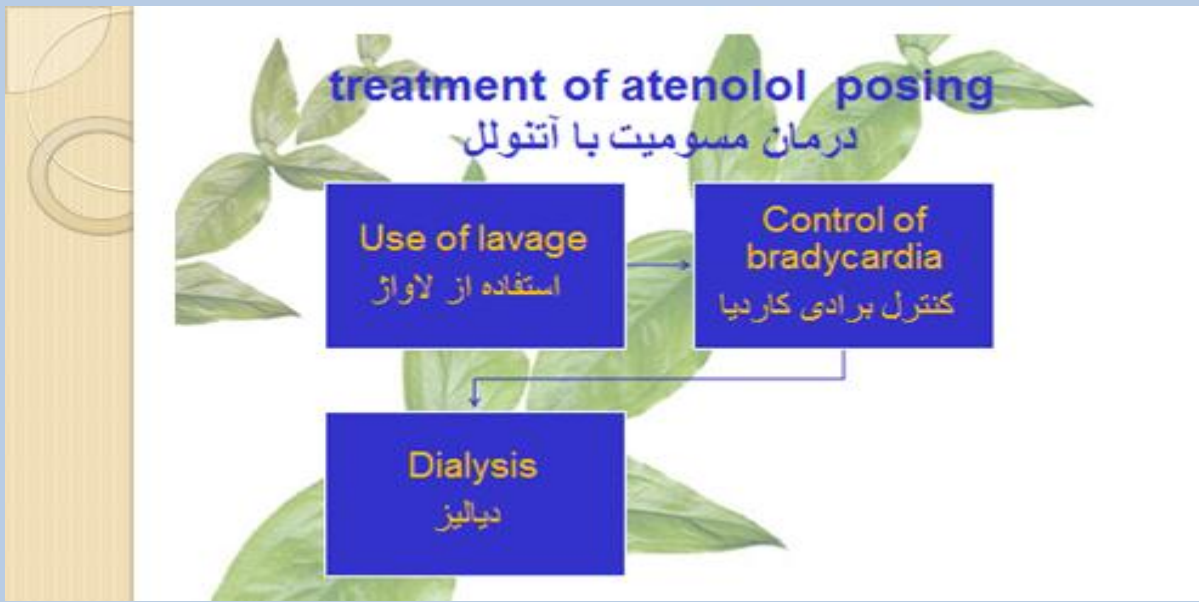 treatment of atenolol posing
درمان مسومیت با آتنولل
Use of lavage
استفاده از لاواژ
Control of
bradycardia
کنترل برادی کاردیا
Dialysis
دیالیز